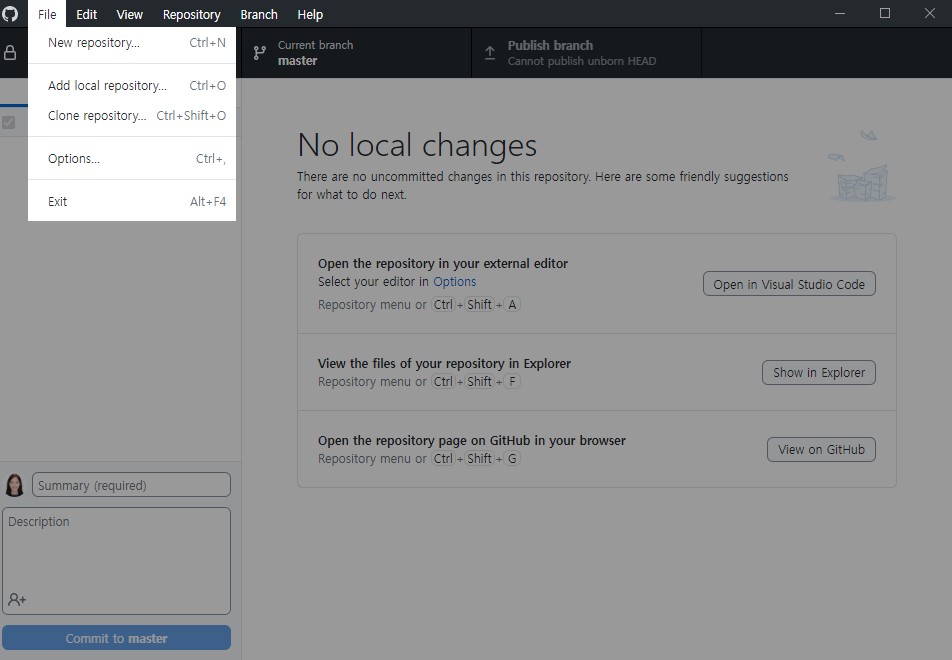 File Edit View Repository Branch Help
New repository... Ctrl+N
Add local repository... Ctrl+O
Clone repository... Ctrl+Shift+O
Options... Ctrl+,
Exit Alt+F4
Current branch
master
Publish branch
Cannot publish unborn HEAD
No local changes
There are no uncommitted changes in this repository. Here are some friendly suggestions
for what to do next.
Open the repository in your external editor
Select your editor in Options
Repository menu or Ctrl + Shift + A
Open in Visual Studio Code
View the files of your repository in Explorer
Repository menu or Ctrl + Shift + F
Show in Explorer
Open the repository page on GitHub in your browser
Repository menu or Ctrl + Shift + G
View on GitHub
Summary (required)
Description
Commit to master